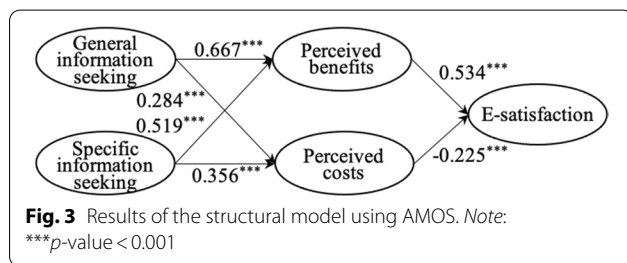 General
information
seeking
0.667***
Perceived
benefits
0.534***
0.284***
0.519***
E-satisfaction
Specific
information
seeking
0.356***
Perceived
costs
-0.225***
Fig. 3 Results of the structural model using AMOS. Note:
***p-value < 0.001